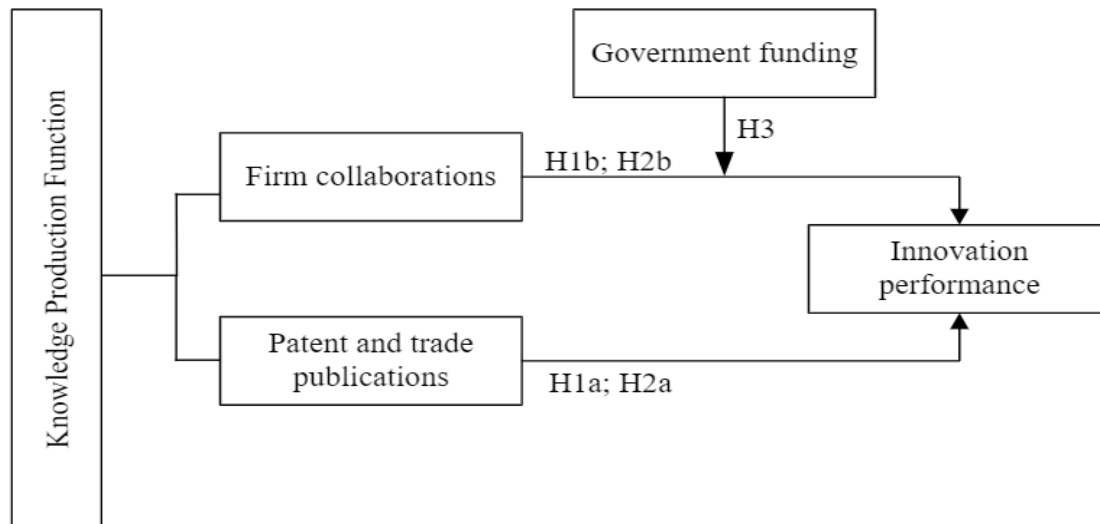 Knowledge Production Function
Government funding
H3
Firm collaborations
H1b; H2b
Innovation
performance
Patent and trade
publications
H1a; H2a